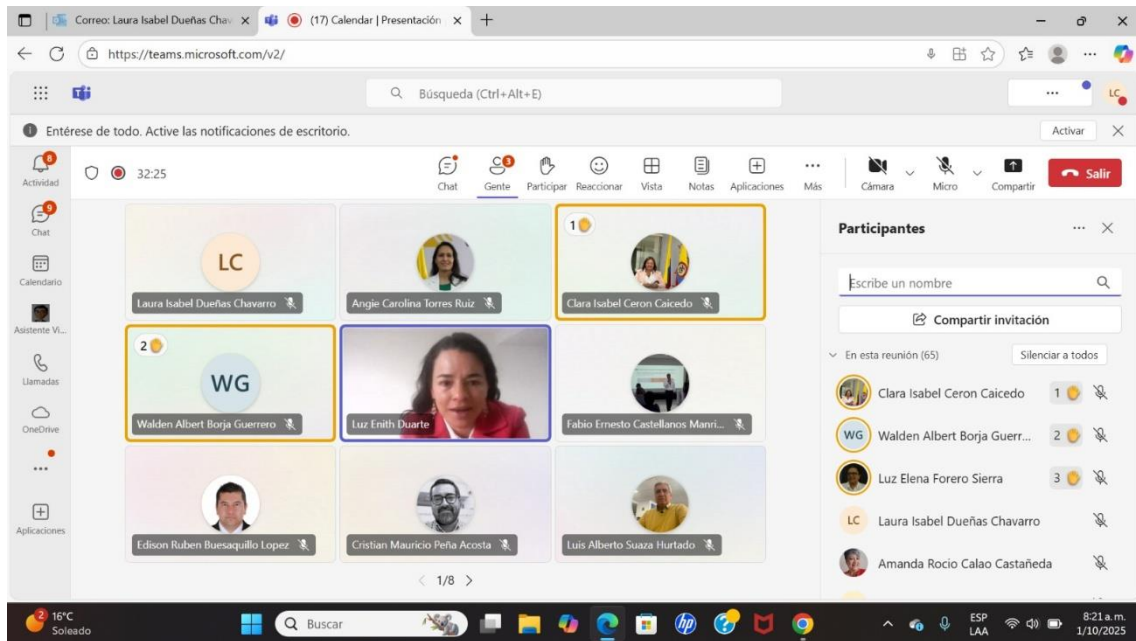 Correo: Laura Isabel Dueñas Chav
(17) Calendar | Presentación
https://teams.microsoft.com/v2/
Búsqueda (Ctrl+Alt+E)
LC
Entérese de todo. Active las notificaciones de escritorio.
Activar
8
Actividad
32:25
Chat
3
Gente
Participar
Reaccionar
Vista
Notas
Aplicaciones
Más
Cámara
Micro
Compartir
Salir
9
Chat
Calendario
Asistente Vi...
Llamadas
OneDrive
Aplicaciones
LC
Laura Isabel Dueñas Chavarro
Angie Carolina Torres Ruiz
1
Clara Isabel Ceron Caicedo
2
WG
Walden Albert Borja Guerrero
Luz Enith Duarte
Fabio Ernesto Castellanos Manri...
Edison Ruben Buesaquillo Lopez
Cristian Mauricio Peña Acosta
Luis Alberto Suaza Hurtado
1/8
Participantes
Escribe un nombre
Compartir invitación
En esta reunión (65)
Silenciar a todos
Clara Isabel Ceron Caicedo 1
WG Walden Albert Borja Guerr... 2
Luz Elena Forero Sierra 3
LC Laura Isabel Dueñas Chavarro
Amanda Rocio Calao Castañeda
2
16°C
Soleado
Buscar
hp
ESP
LAA
8:21 a. m.
1/10/2025